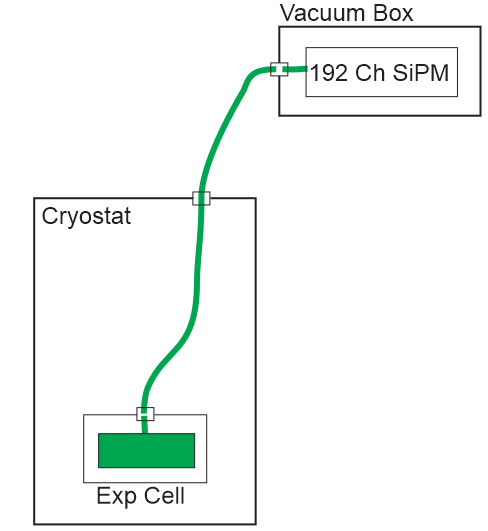 Vacuum Box
192 Ch SiPM
Cryostat
Exp Cell